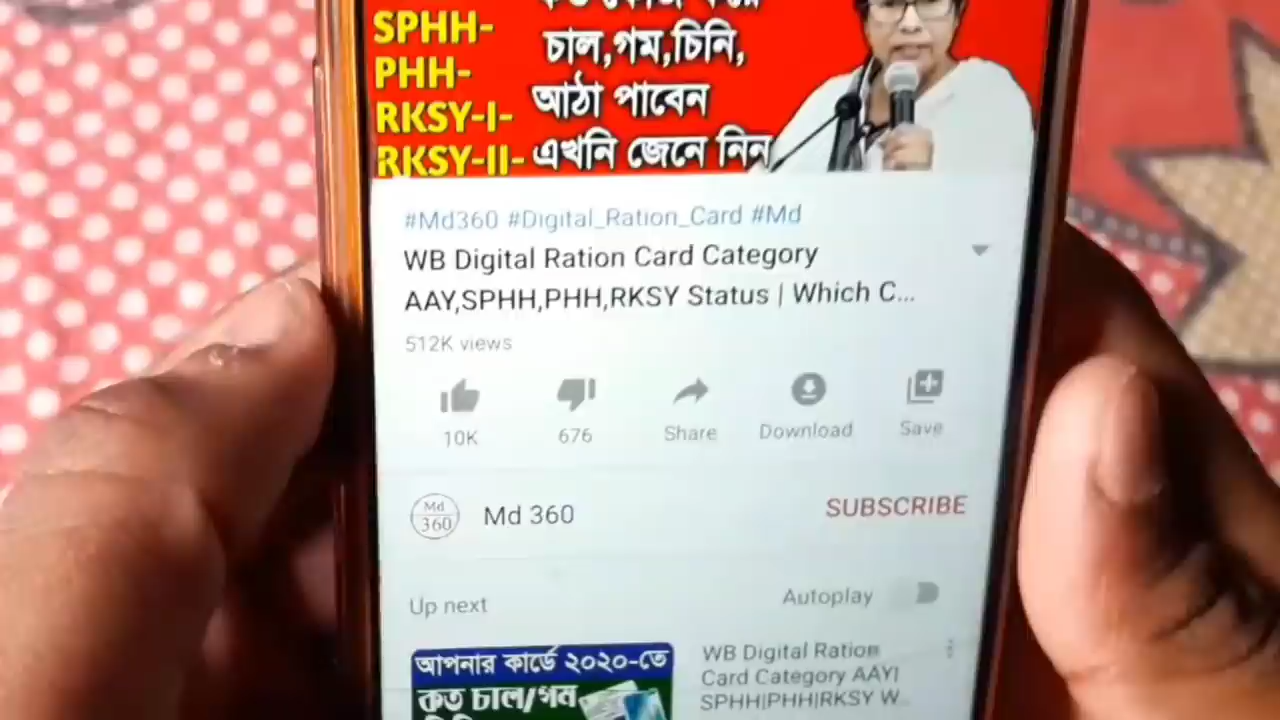 SPHH-
PHH-
RKSY-I-
RKSY-II-
চাল,গম,চিনি,
আঠা পাবেন
এখনি জেনে নিন
#Md360 #Digital_Ration_Card #Md
WB Digital Ration Card Category
AAY,SPHH,PHH,RKSY Status | Which C...
512K views
10K
676
Share
Download
Save
Md
360
Md 360
SUBSCRIBE
Up next
Autoplay
আপনার কার্ডে ২০২০-তে
কত চাল/গম
WB Digital Ration
Card Category AAY|
SPHH|PHH|RKSY W...